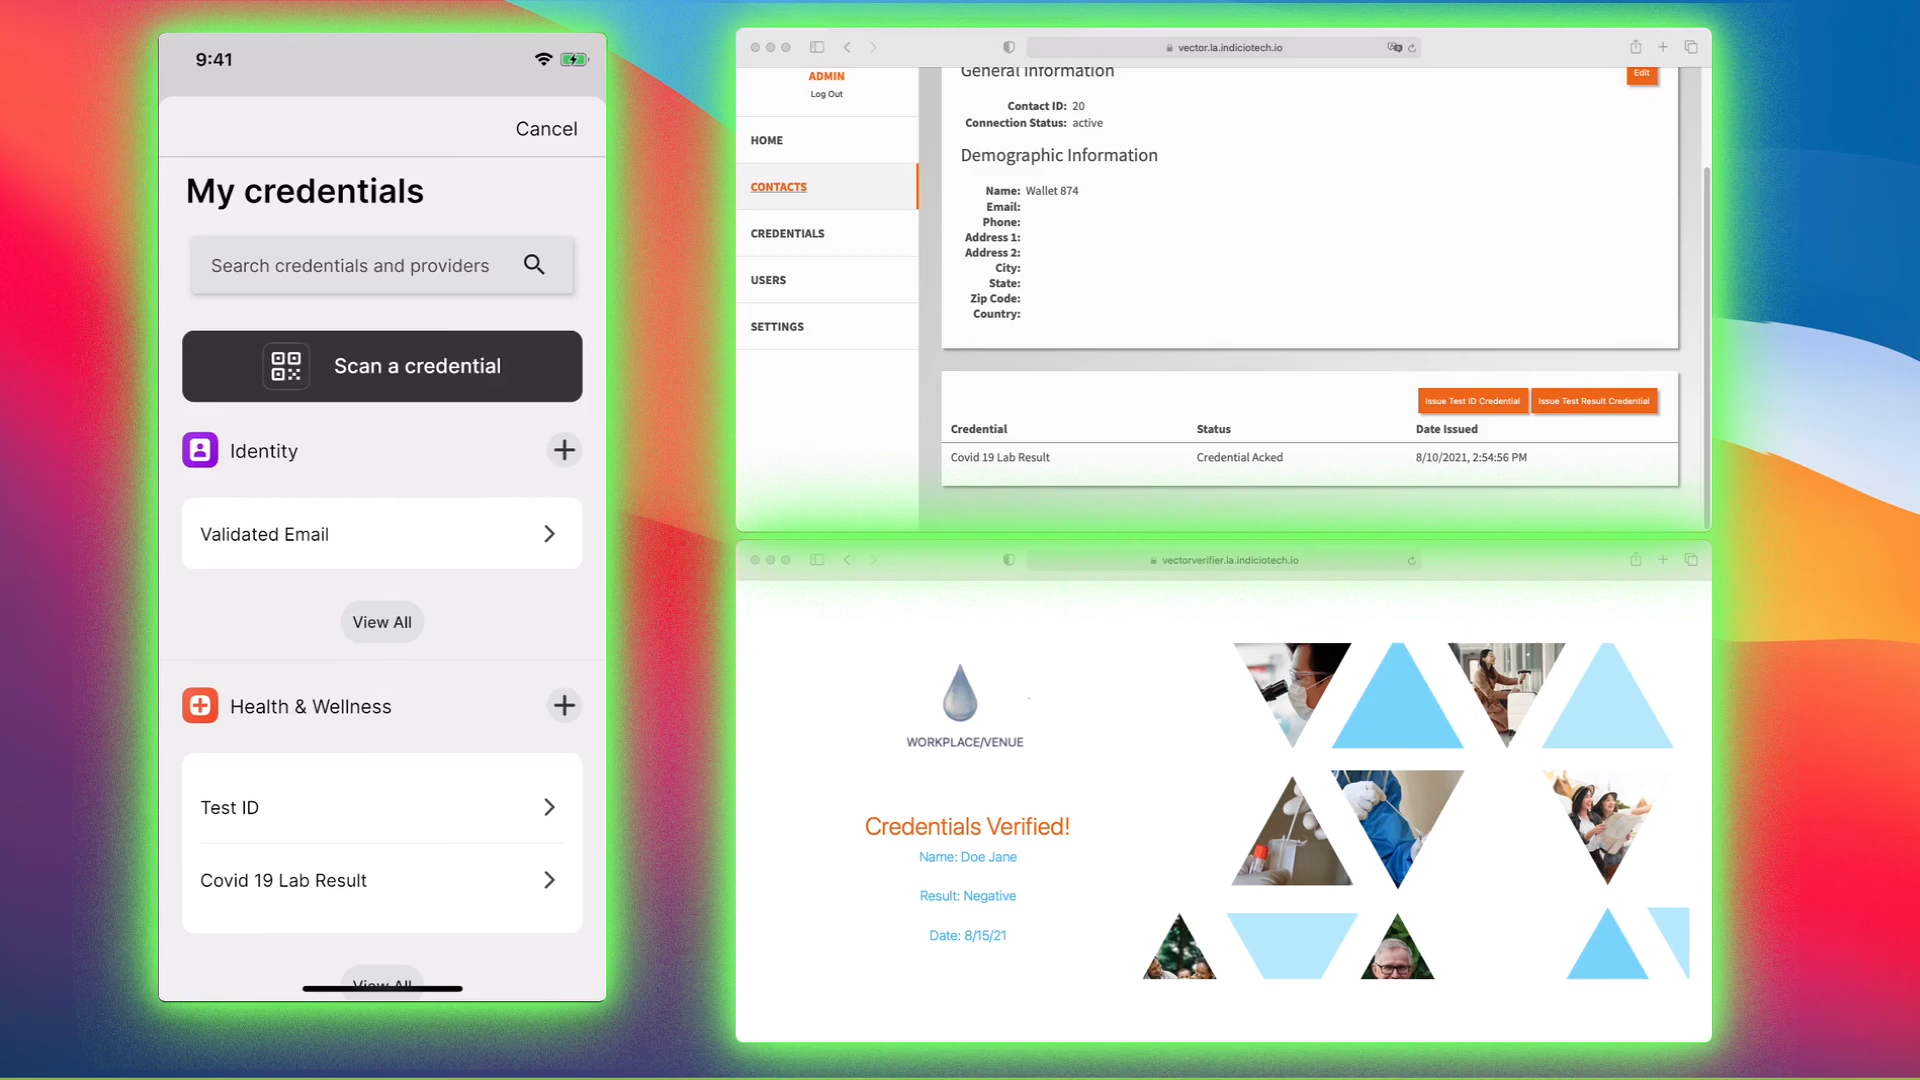 9:41
Cancel
My credentials
Search credentials and providers
Scan a credential
Identity
Validated Email
View All
Health & Wellness
Test ID
Covid 19 Lab Result
View All
vector.la.indiciotech.io
ADMIN
Log Out
HOME
CONTACTS
CREDENTIALS
USERS
SETTINGS
General Information
Edit
Contact ID: 20
Connection Status: active
Demographic Information
Name: Wallet 874
Email:
Phone:
Address 1:
Address 2:
City:
State:
Zip Code:
Country:
Issue Test ID Credential Issue Test Result Credential
Credential Status Date Issued
Covid 19 Lab Result Credential Acked 8/10/2021, 2:54:56 PM
vectorverifier.la.indiciotech.io
WORKPLACE/VENUE
Credentials Verified!
Name: Doe Jane
Result: Negative
Date: 8/15/21